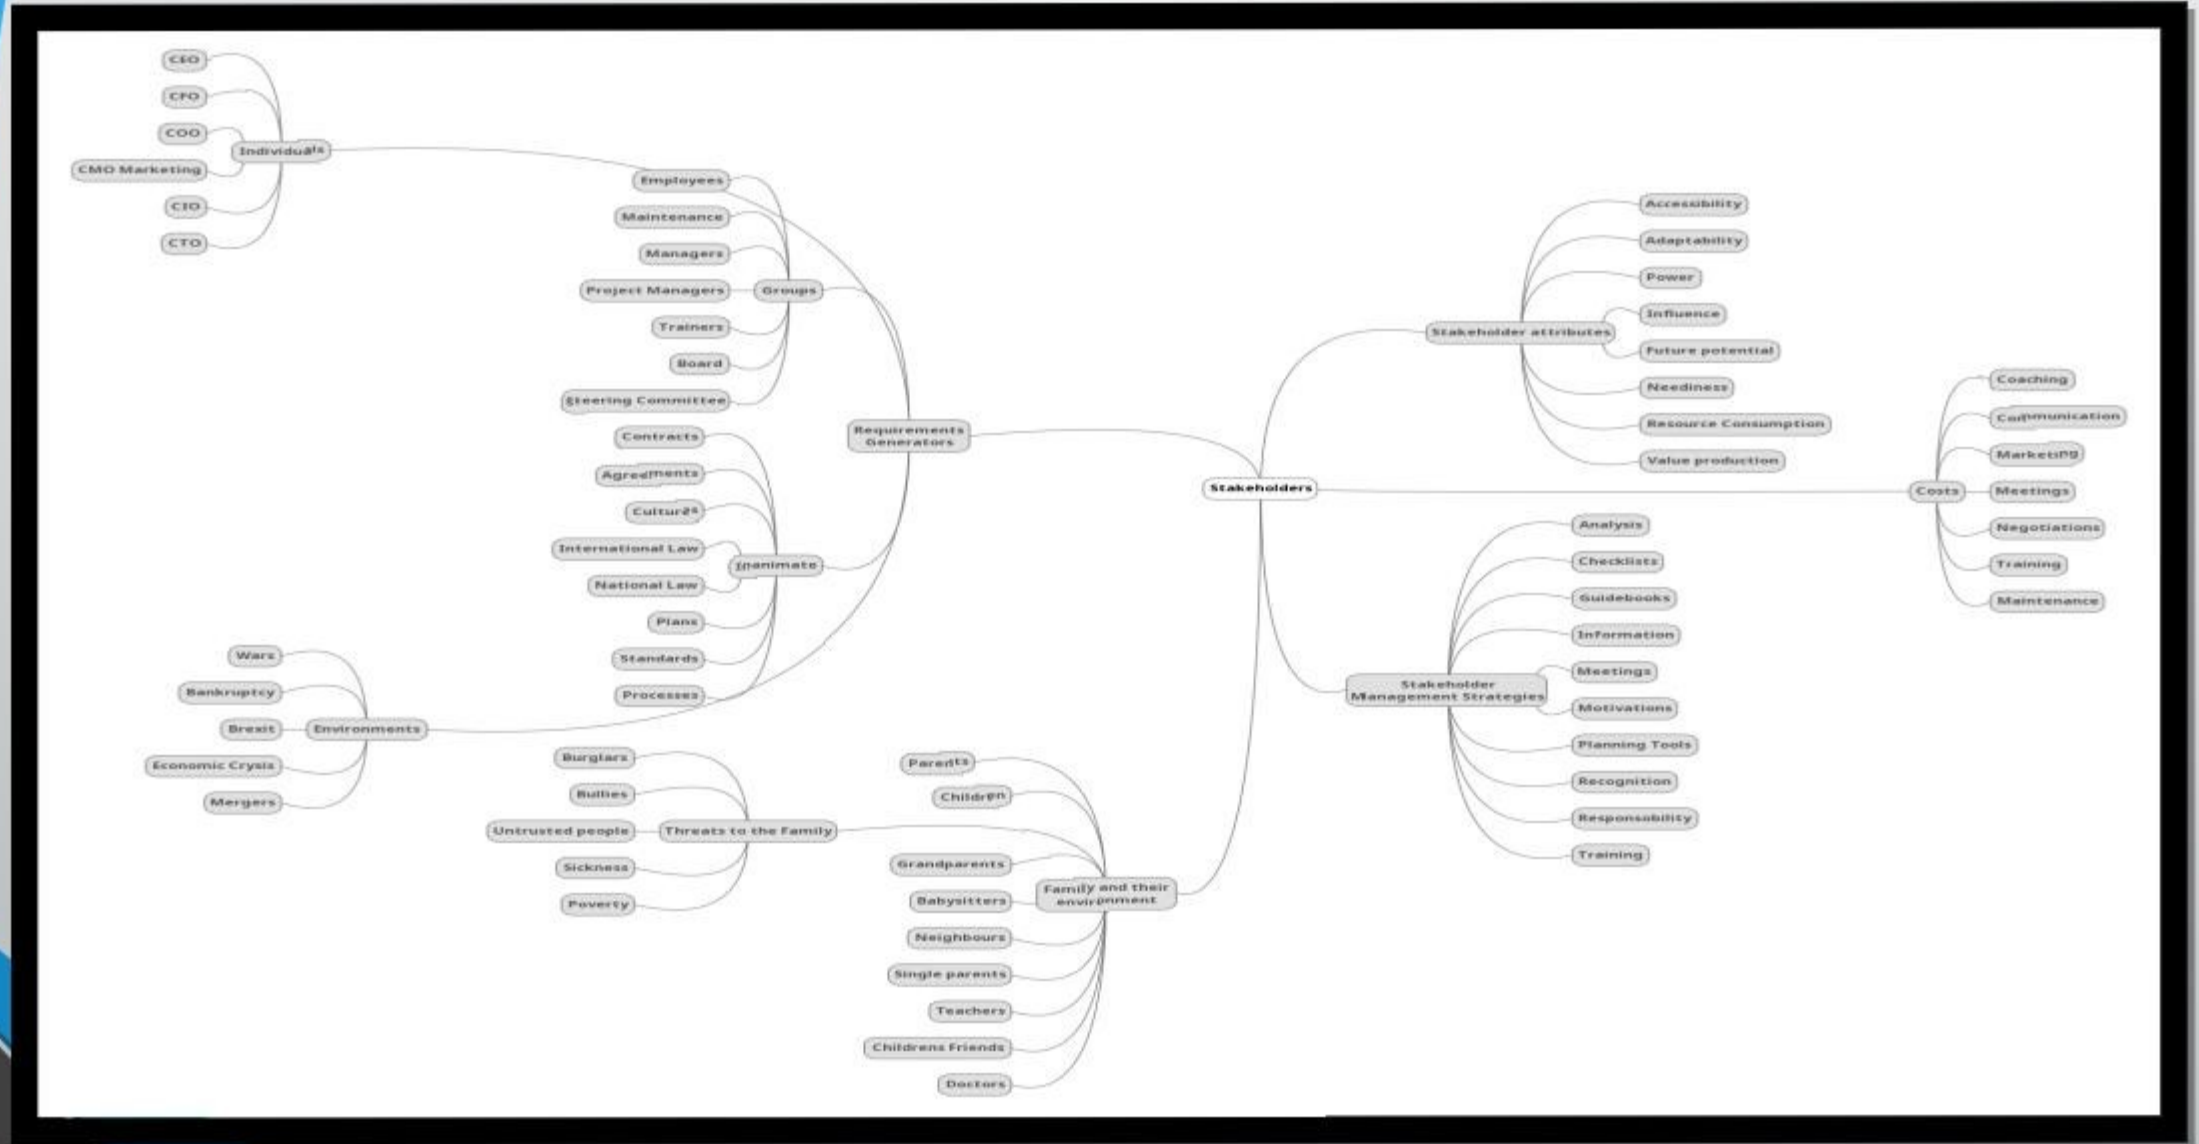 CEO
CFO
COO
CMO Marketing
CIO
CTO
Individuals
Employees
Maintenance
Managers
Project Managers
Trainers
Board
Steering Committee
Groups
Contracts
Agreements
Cultures
International Law
National Law
Plans
Standards
Processes
Inanimate
Wars
Bankruptcy
Brexit
Economic Crysis
Mergers
Environments
Requirements
Generators
Burglars
Bullies
Untrusted people
Sickness
Poverty
Threats to the Family
Parents
Children
Grandparents
Babysitters
Neighbours
Single parents
Teachers
Childrens Friends
Doctors
Family and their
environment
Stakeholders
Stakeholder attributes
Accessibility
Adaptability
Power
Influence
Future potential
Neediness
Resource Consumption
Value production
Costs
Coaching
Communication
Marketing
Meetings
Negotiations
Training
Maintenance
Stakeholder
Management Strategies
Analysis
Checklists
Guidebooks
Information
Meetings
Motivations
Planning Tools
Recognition
Responsobility
Training